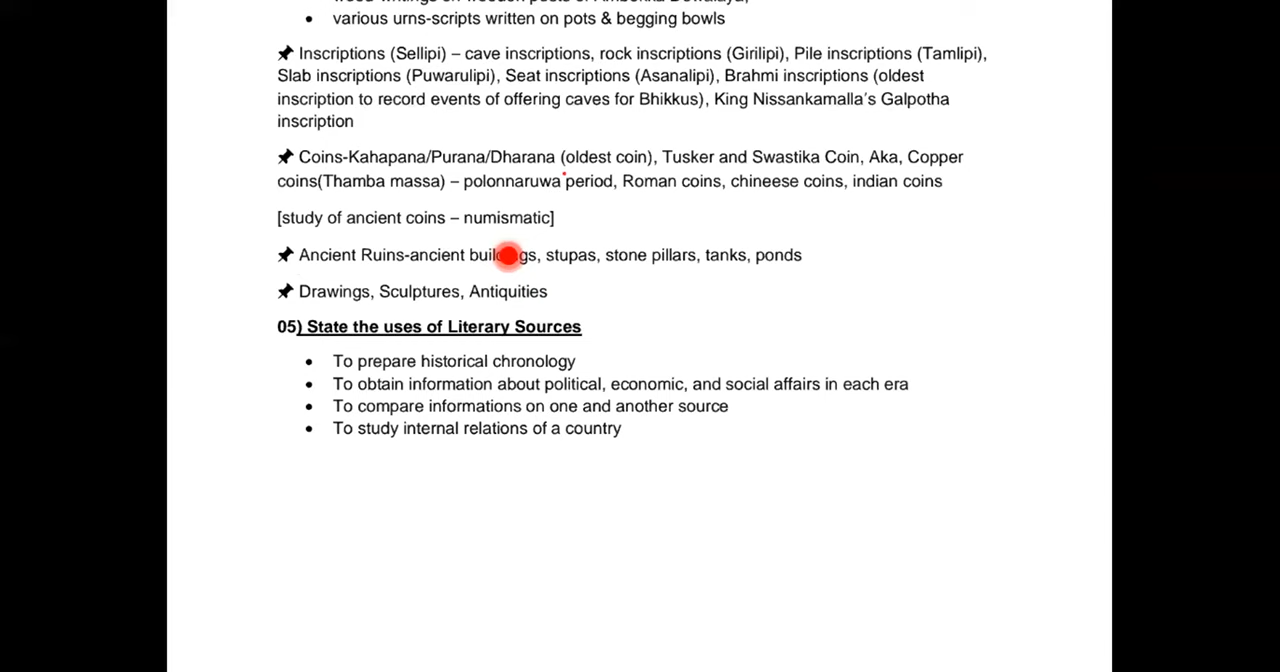 various urns-scripts written on pots & begging bowls
Inscriptions (Sellipi) – cave inscriptions, rock inscriptions (Girilipi), Pile inscriptions (Tamlipi),
Slab inscriptions (Puwarulipi), Seat inscriptions (Asanalipi), Brahmi inscriptions (oldest
inscription to record events of offering caves for Bhikkus), King Nissankamalla's Galpotha
inscription
Coins-Kahapana/Purana/Dharana (oldest coin), Tusker and Swastika Coin, Aka, Copper
coins(Thamba massa) – polonnaruwa period, Roman coins, chineese coins, indian coins
[study of ancient coins – numismatic]
Ancient Ruins-ancient buildings, stupas, stone pillars, tanks, ponds
Drawings, Sculptures, Antiquities
05) State the uses of Literary Sources
• To prepare historical chronology
• To obtain information about political, economic, and social affairs in each era
• To compare informations on one and another source
• To study internal relations of a country